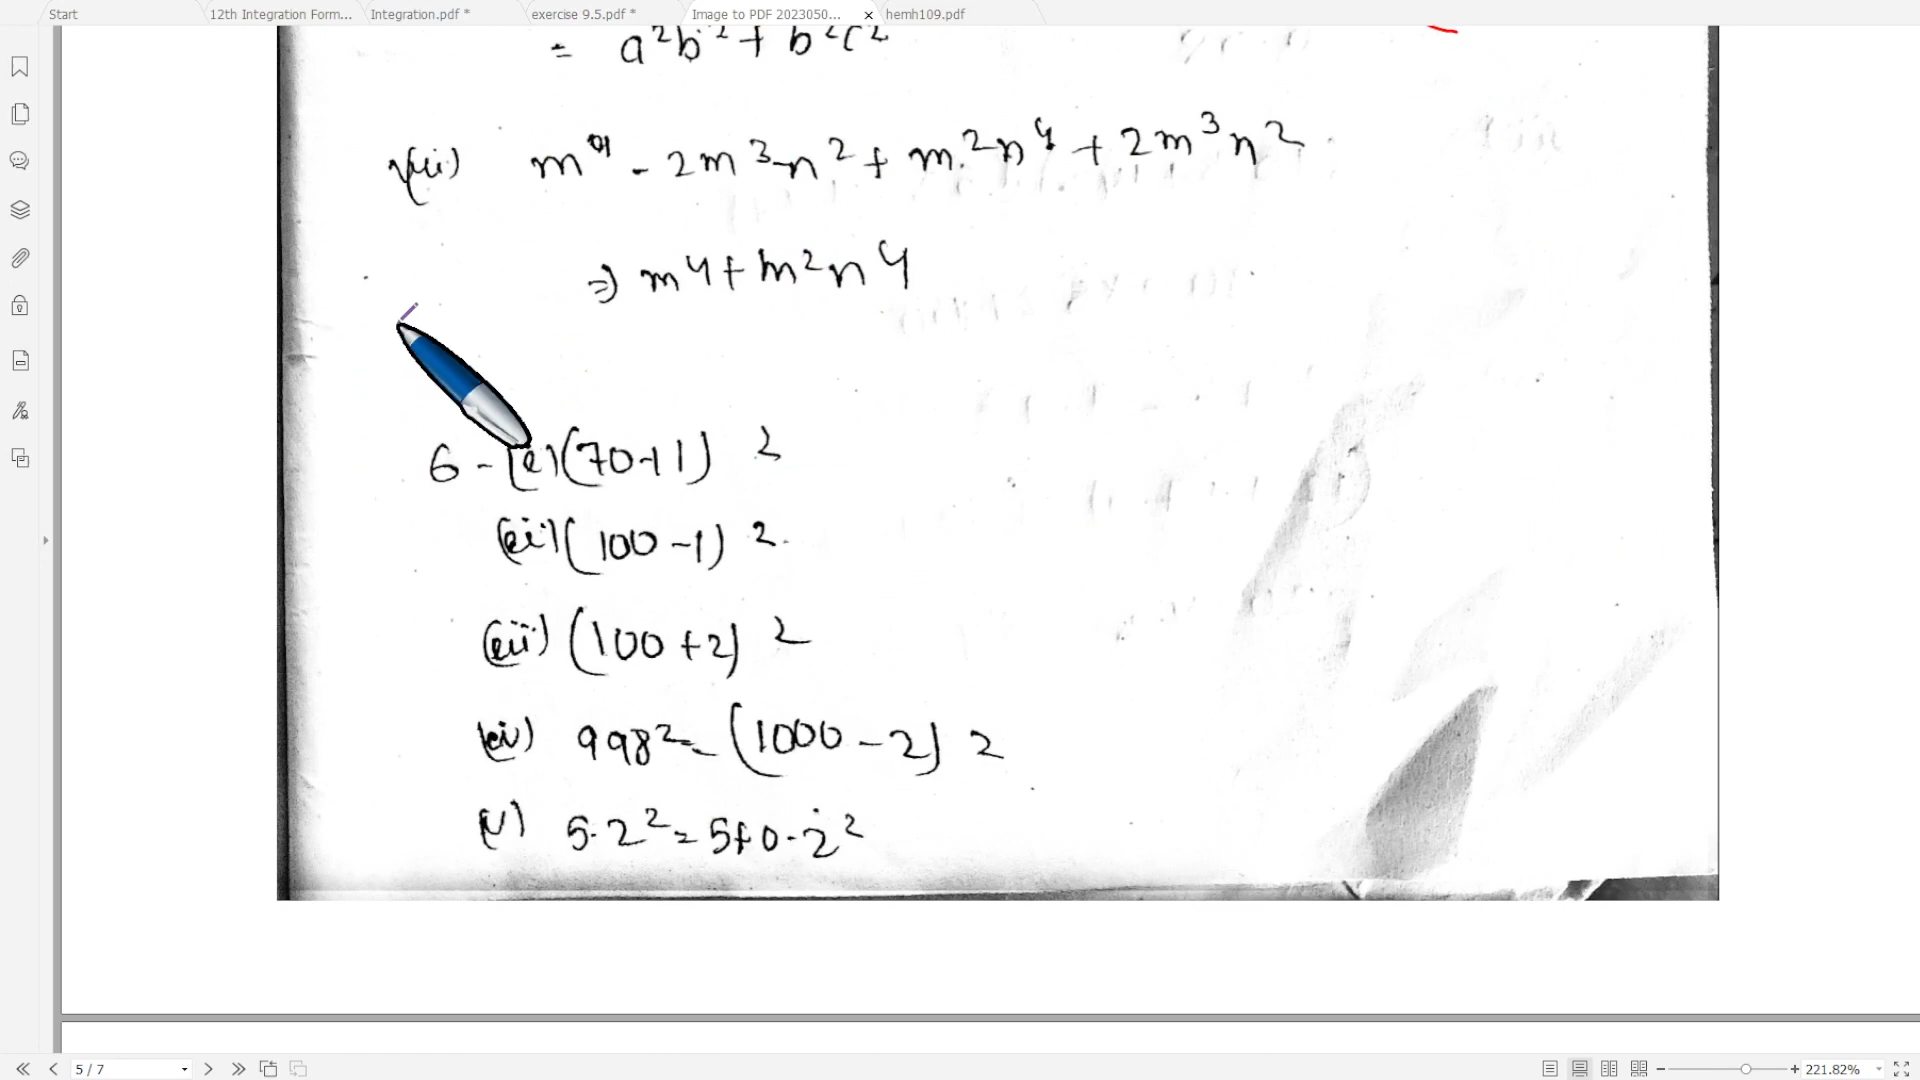 Start 12th Integration Form... Integration.pdf * exercise 9.5.pdf * Image to PDF 2023050... × hemh109.pdf
= a²b² + b²c²
(vii) m⁴ - 2m³n² + m²n⁴ + 2m³n²
⇒ m⁴ + m²n⁴
6 - (i) (70+1) 2
(ii) (100 - 1) 2
(iii) (100 + 2) 2
(iv) 998² = (1000 - 2) 2
(v) 5.2² = 5+0.2²
5 / 7 221.82%